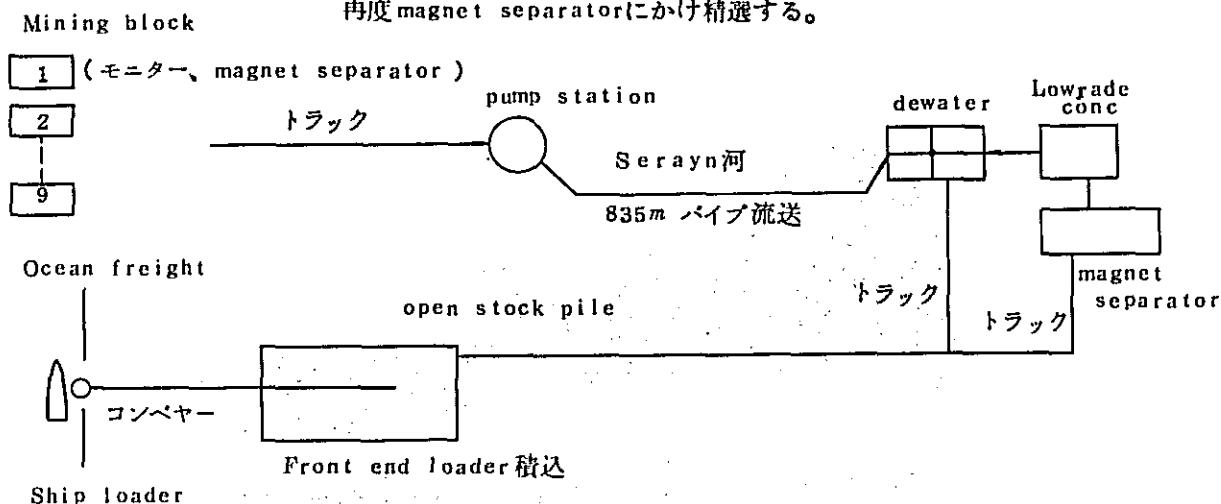 再度magnet separatorにかけ精選する。
Mining block
1 (モニター、magnet separator )
2
9
トラック
pump station
Serayn河
835m パイプ流送
dewater
Lowrade
conc
magnet
separator
トラック
トラック
Ocean freight
open stock pile
コンベヤー
Front end loader積込
Ship loader